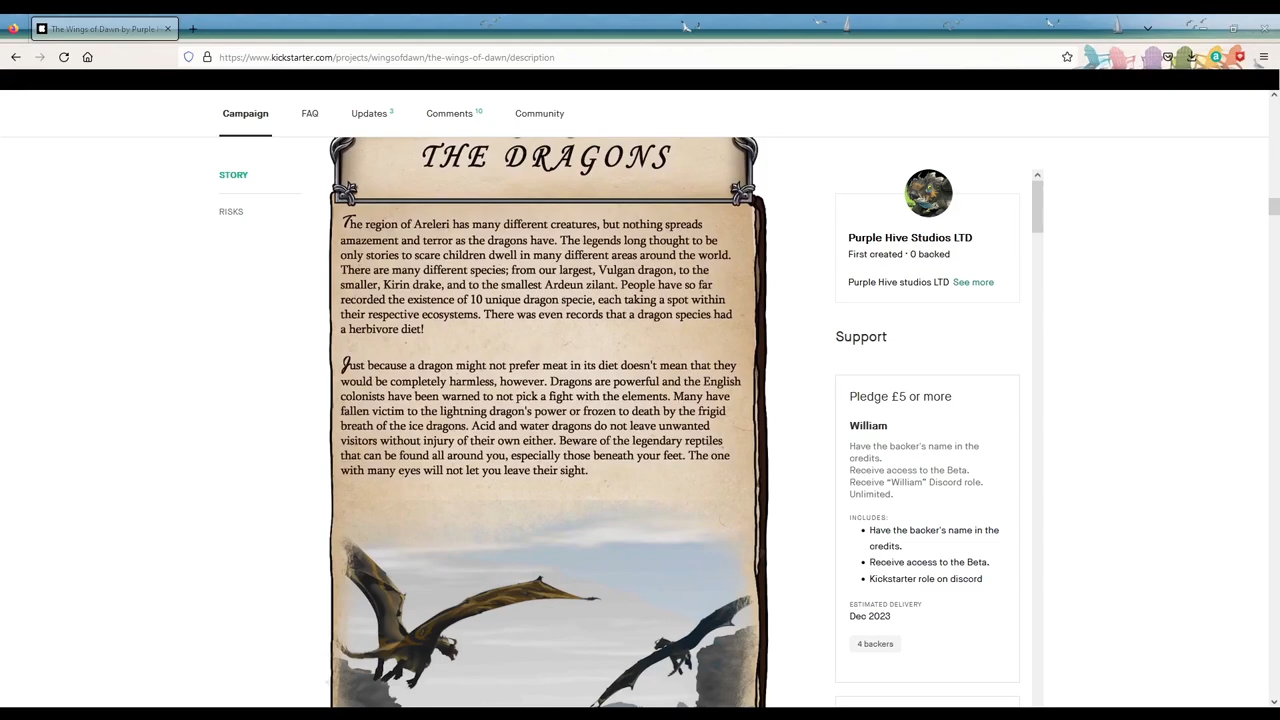 The Wings of Dawn by Purple
https://www.kickstarter.com/projects/wingsofdawn/the-wings-of-dawn/description
Campaign FAQ Updates 3 Comments 10 Community
STORY
RISKS
THE DRAGONS
The region of Areleri has many different creatures, but nothing spreads
amazement and terror as the dragons have. The legends long thought to be
only stories to scare children dwell in many different areas around the world.
There are many different species; from our largest, Vulgan dragon, to the
smaller, Kirin drake, and to the smallest Ardeun zilant. People have so far
recorded the existence of 10 unique dragon specie, each taking a spot within
their respective ecosystems. There was even records that a dragon species had
a herbivore diet!
Just because a dragon might not prefer meat in its diet doesn't mean that they
would be completely harmless, however. Dragons are powerful and the English
colonists have been warned to not pick a fight with the elements. Many have
fallen victim to the lightning dragon's power or frozen to death by the frigid
breath of the ice dragons. Acid and water dragons do not leave unwanted
visitors without injury of their own either. Beware of the legendary reptiles
that can be found all around you, especially those beneath your feet. The one
with many eyes will not let you leave their sight.
Purple Hive Studios LTD
First created · 0 backed
Purple Hive studios LTD See more
Support
Pledge £5 or more
William
Have the backer's name in the
credits.
Receive access to the Beta.
Receive “William” Discord role.
Unlimited.
INCLUDES:
• Have the backer's name in the
credits.
• Receive access to the Beta.
• Kickstarter role on discord
ESTIMATED DELIVERY
Dec 2023
4 backers